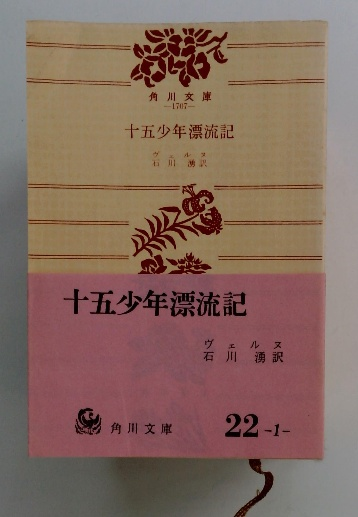 角川文庫
—1707—
十五少年漂流記
ヴェルヌ
石川湧訳
十五少年漂流記
ヴェルヌ
石川 湧訳
角川文庫
22-1-